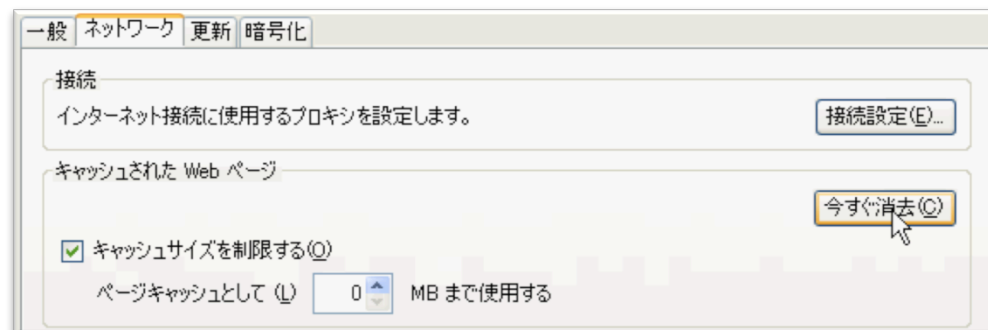 一般 ネットワーク 更新 暗号化
接続
インターネット接続に使用するプロキシを設定します。 接続設定(E)...
キャッシュされた Web ページ
今すぐ消去(C)
キャッシュサイズを制限する(O)
ページキャッシュとして (L) 0 MB まで使用する